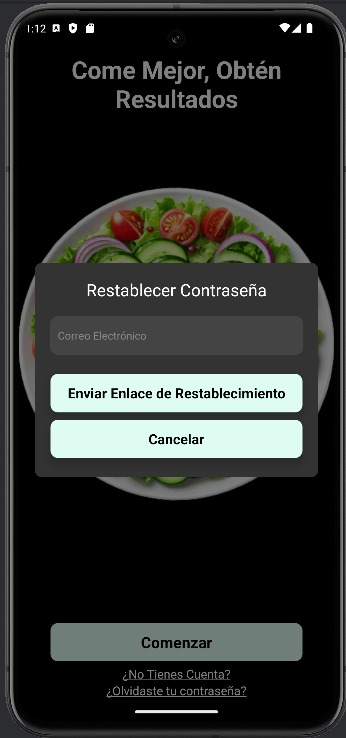 1:12
Come Mejor, Obtén
Resultados
Restablecer Contraseña
Correo Electrónico
Enviar Enlace de Restablecimiento
Cancelar
Comenzar
¿No Tienes Cuenta?
¿Olvidaste tu contraseña?